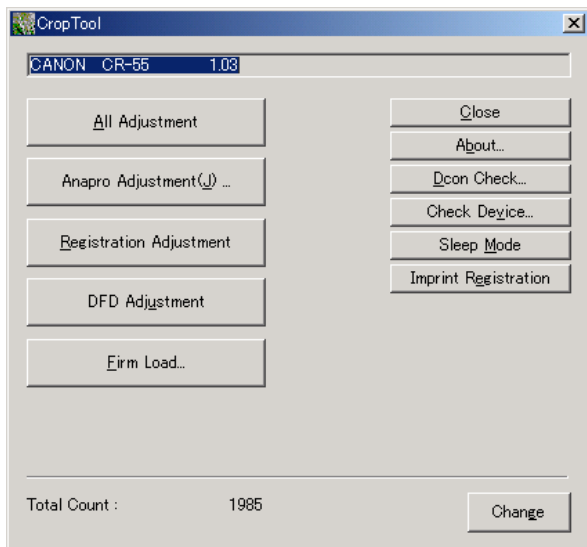 CropTool
CANON CR-55 1.03
All Adjustment
Anapro Adjustment(J) ...
Registration Adjustment
DFD Adjustment
Firm Load...
Close
About...
Dcon Check...
Check Device...
Sleep Mode
Imprint Registration
Total Count : 1985
Change